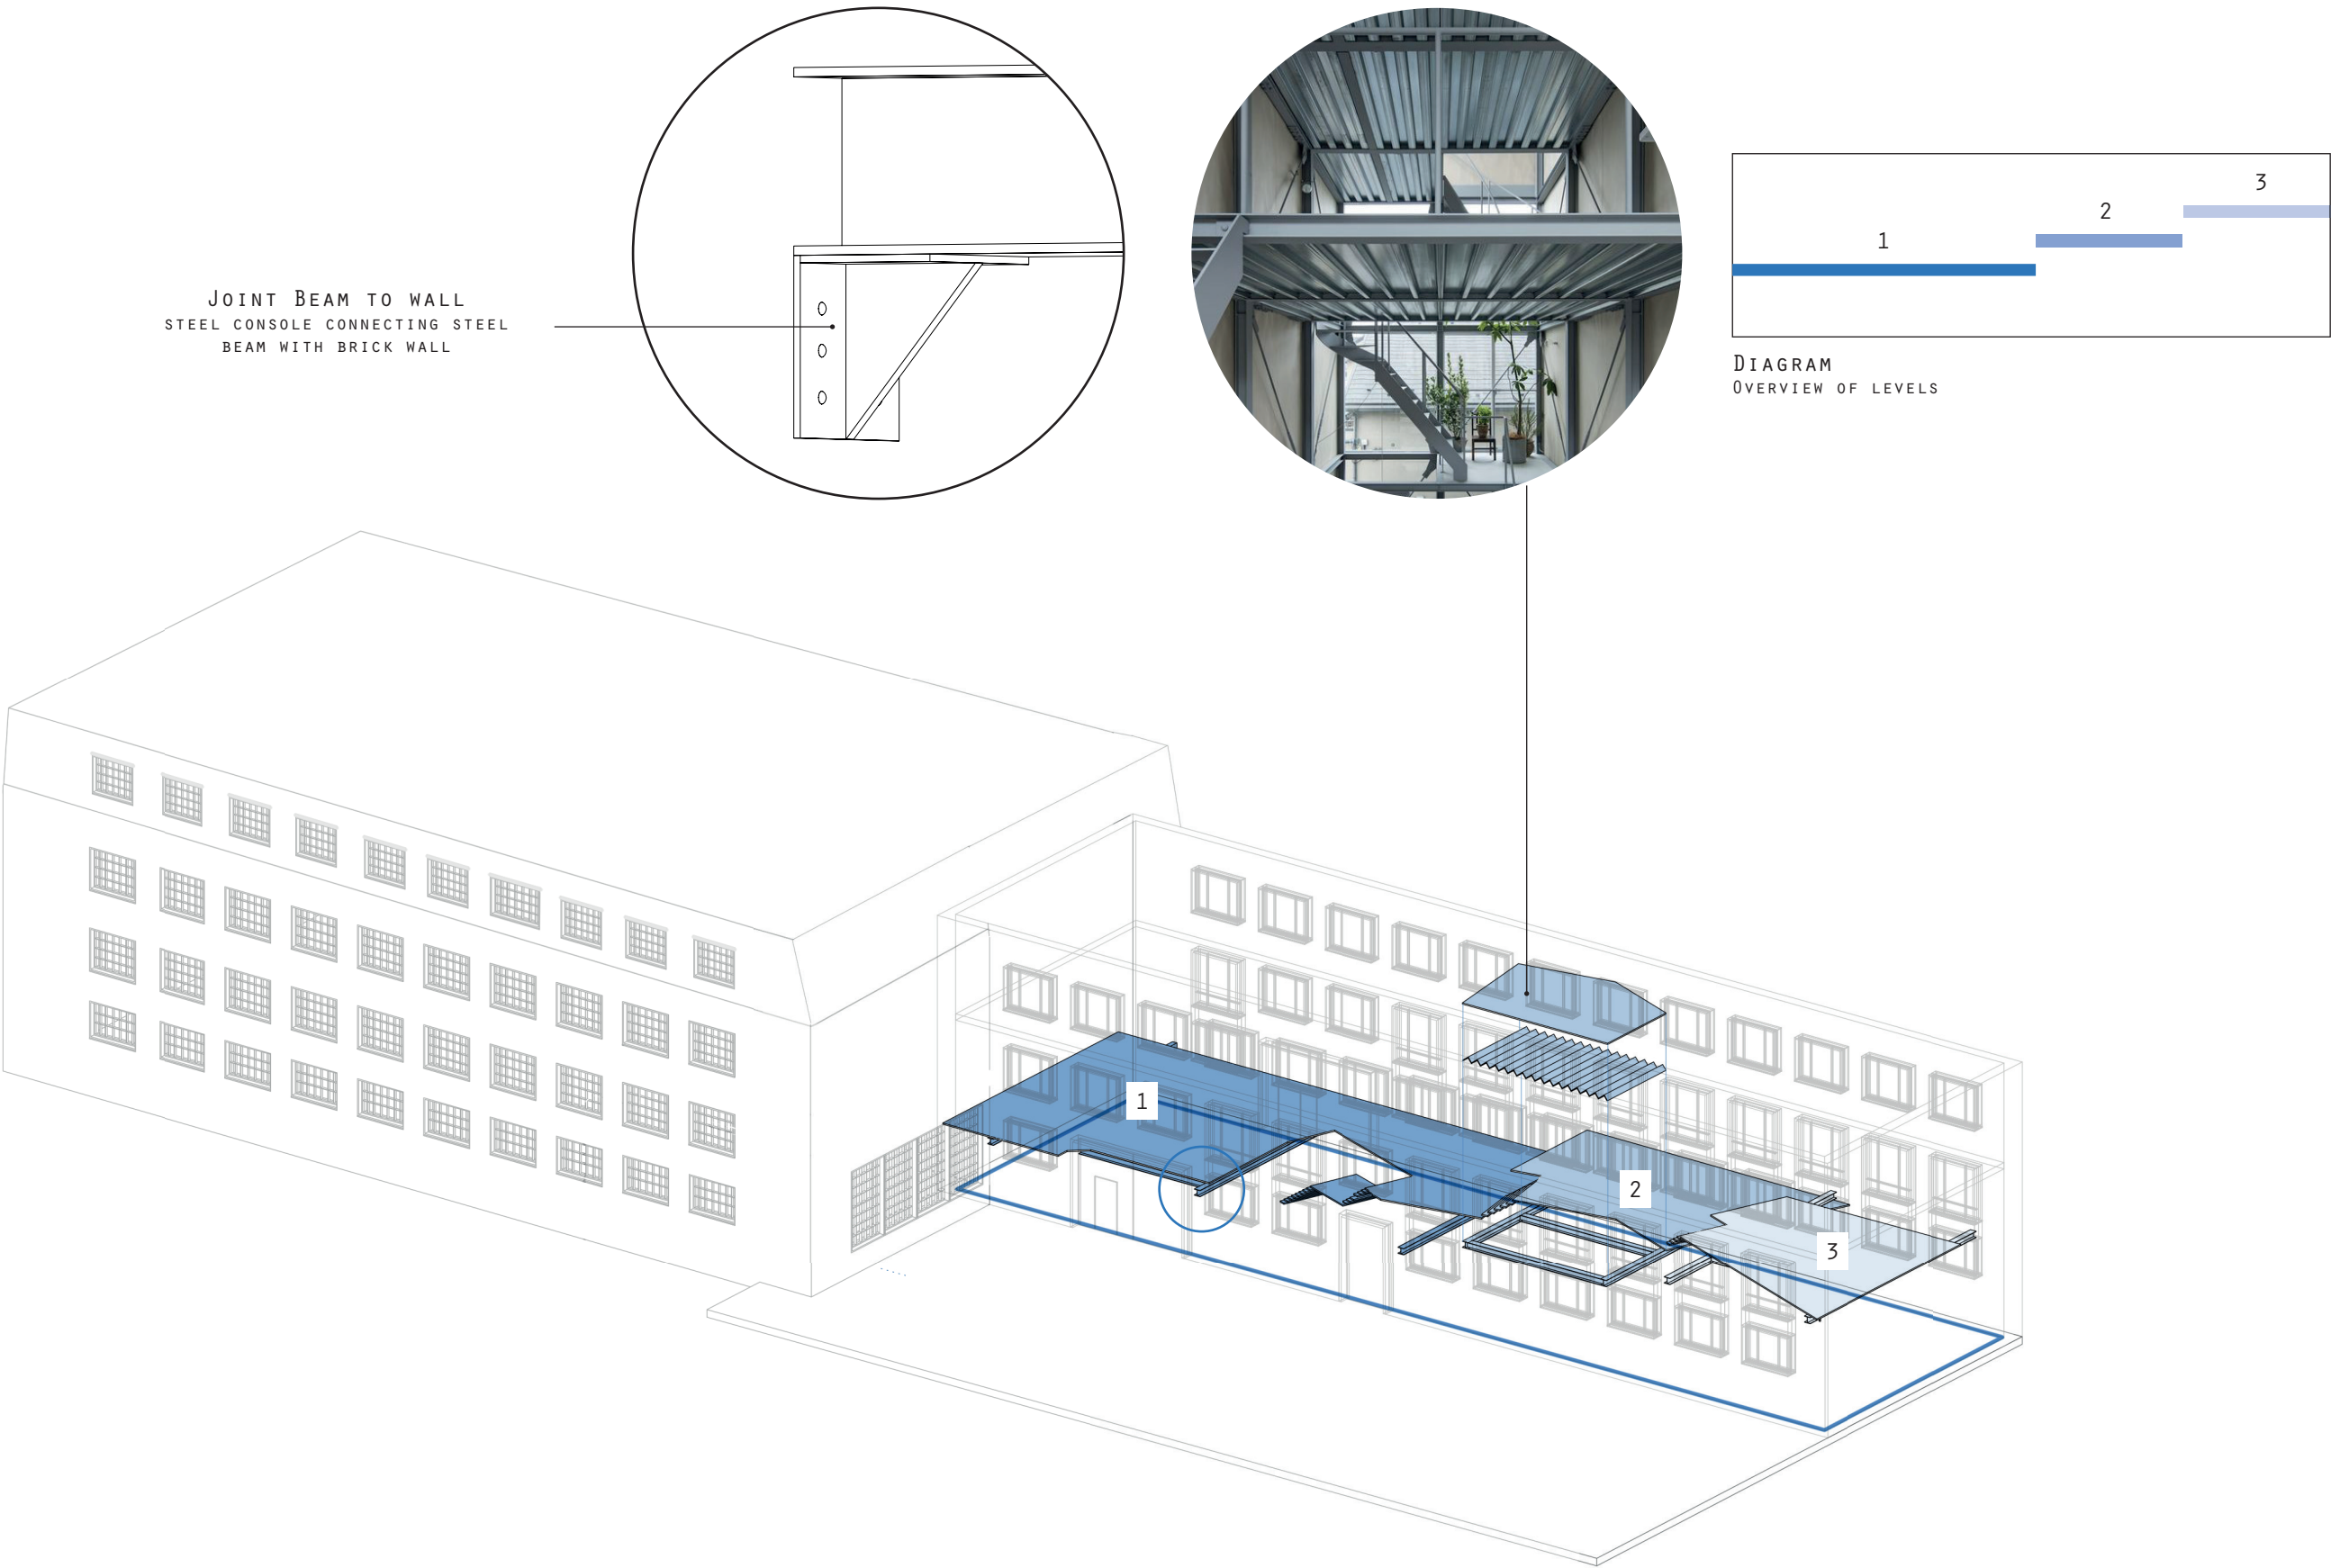 JOINT BEAM TO WALL
STEEL CONSOLE CONNECTING STEEL
BEAM WITH BRICK WALL
1
2
3
DIAGRAM
OVERVIEW OF LEVELS
1
2
3